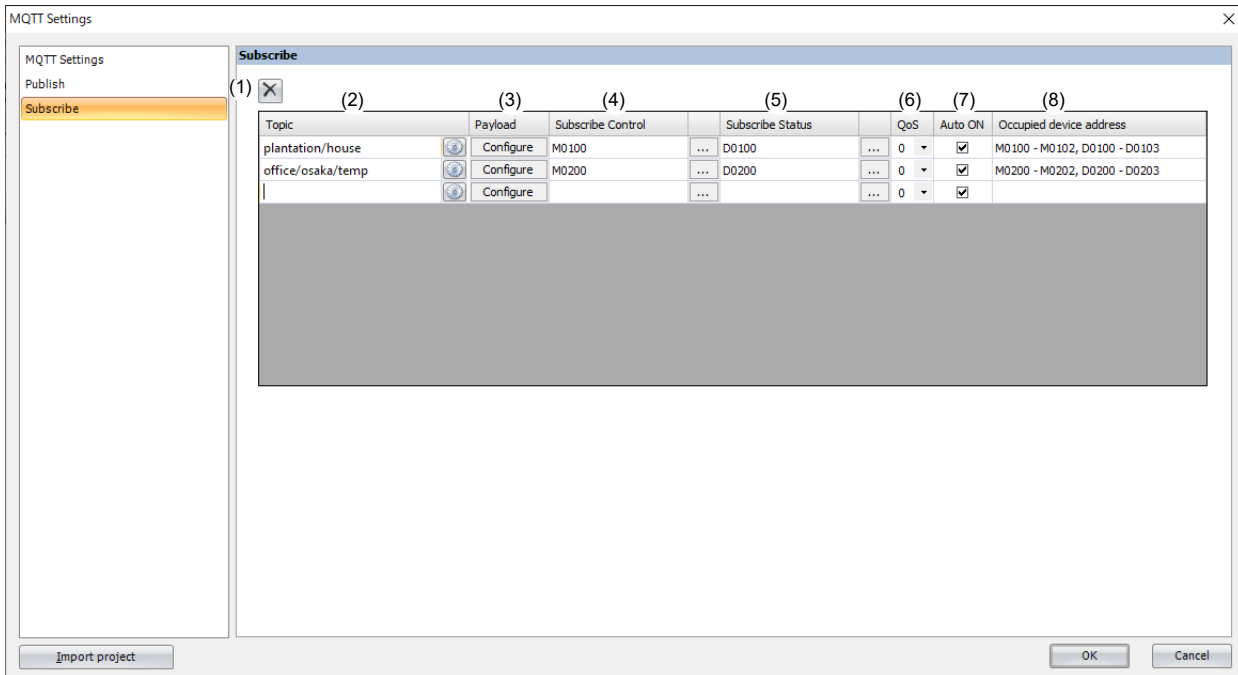 MQTT Settings
MQTT Settings
Publish
Subscribe
Subscribe
(1) (2) (3) (4) (5) (6) (7) (8)
Topic Payload Subscribe Control Subscribe Status QoS Auto ON Occupied device address
plantation/house Configure M0100 ... D0100 ... 0 M0100 - M0102, D0100 - D0103
office/osaka/temp Configure M0200 ... D0200 ... 0 M0200 - M0202, D0200 - D0203
Configure ... ... 0
Import project OK Cancel